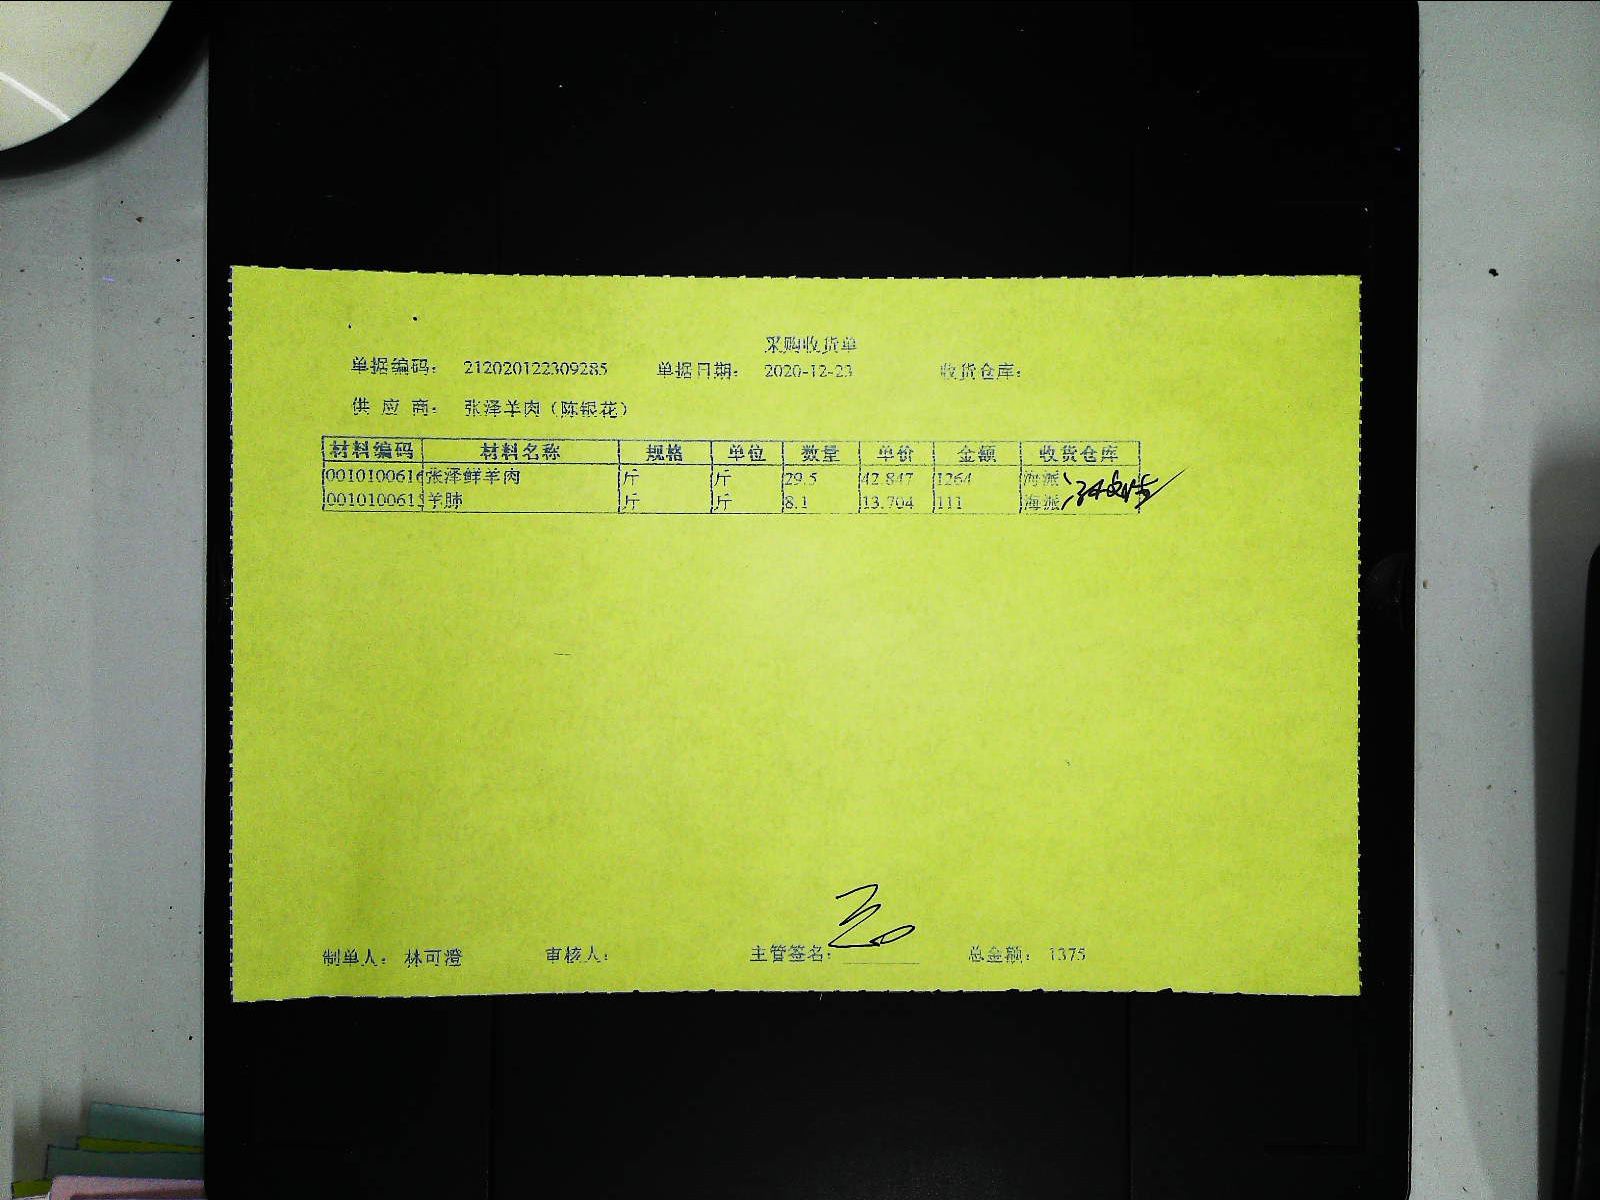 采购收货单
单据编码： 212020122309285 单据日期： 2020-12-23 收货仓库：
供 应 商： 张泽羊肉（陈银花）
材料编码 材料名称 规格 单位 数量 单价 金额 收货仓库
0010100616 张泽鲜羊肉 斤 斤 29.5 42.847 1264 海派
0010100615 羊肺 斤 斤 8.1 13.704 111 海派
制单人： 林可澄 审核人： 主管签名： 总金额： 1375